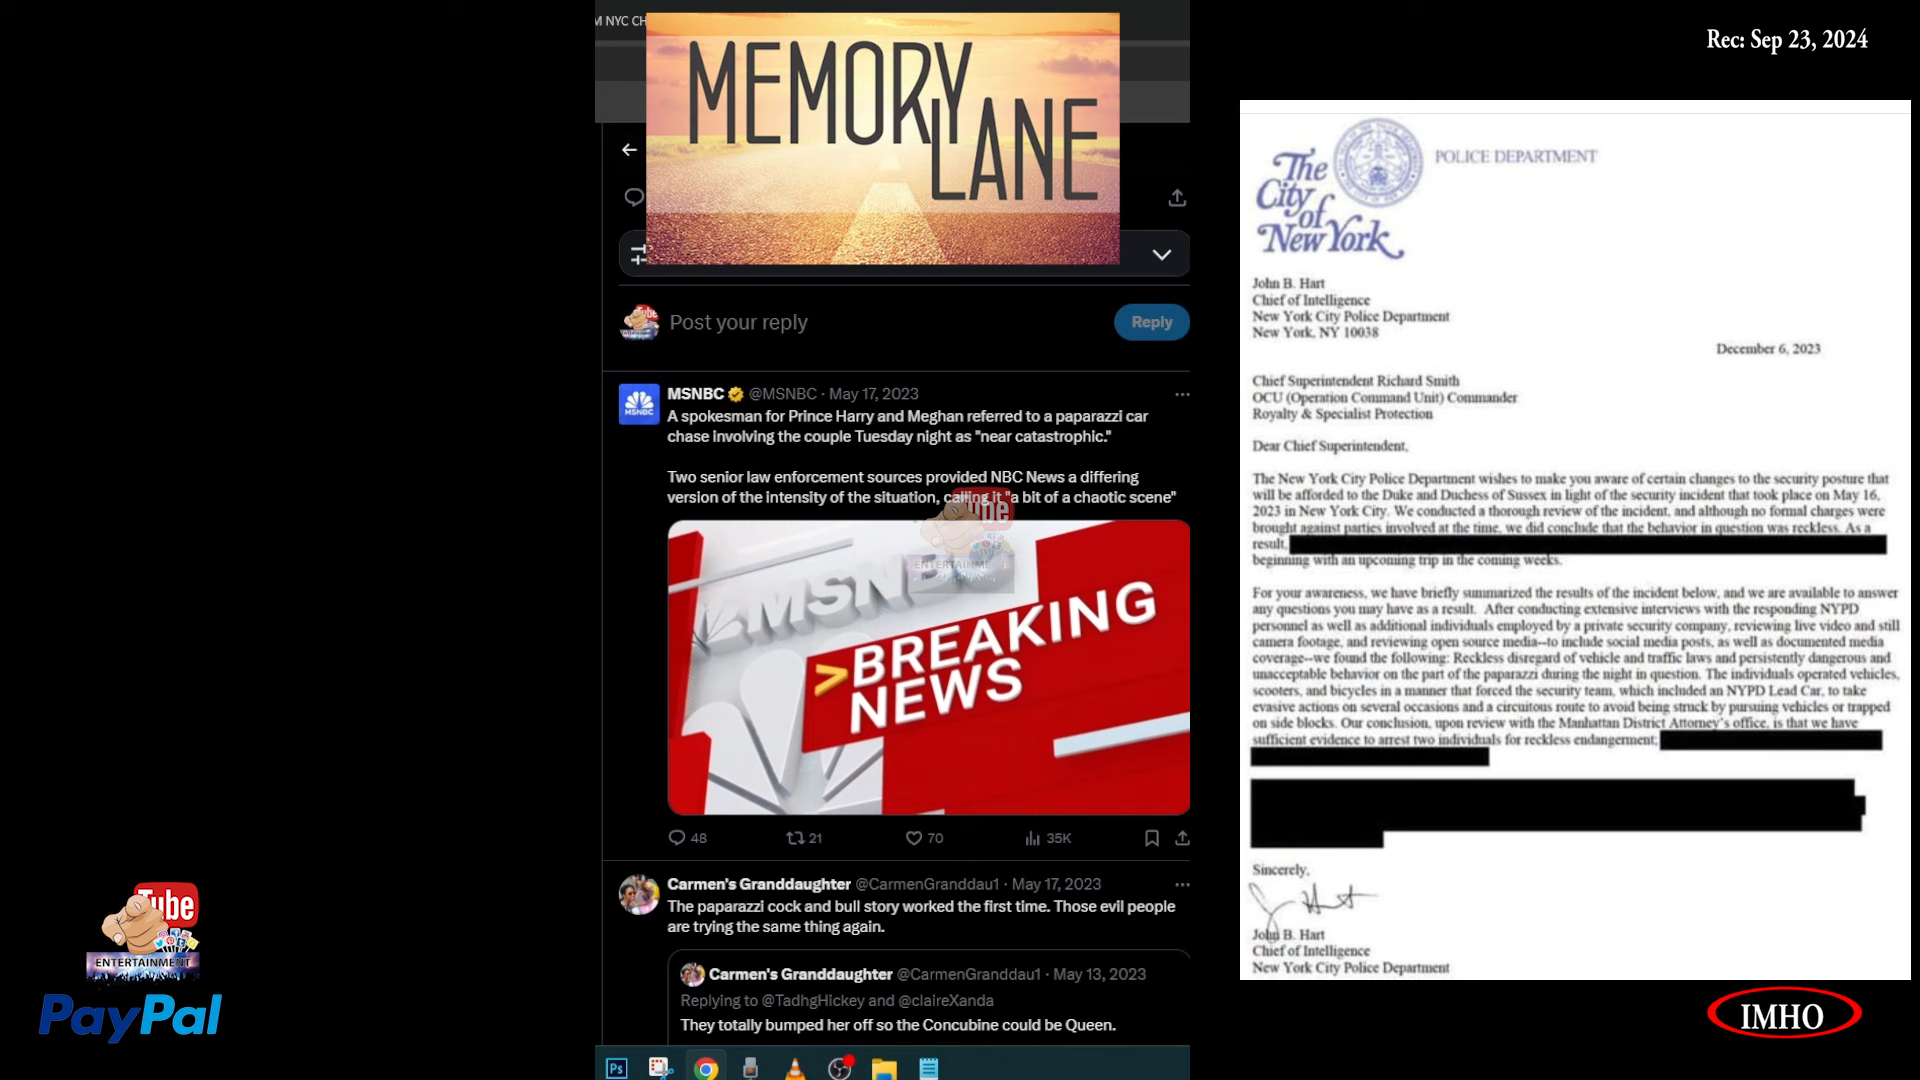 M NYC CH
MEMORY
LANE
Post your reply
Reply
MSNBC @MSNBC · May 17, 2023
A spokesman for Prince Harry and Meghan referred to a paparazzi car
chase involving the couple Tuesday night as "near catastrophic."
Two senior law enforcement sources provided NBC News a differing
version of the intensity of the situation, calling it "a bit of a chaotic scene"
MSNBC
>BREAKING
NEWS
48 21 70 35K
Carmen's Granddaughter @CarmenGranddau1 · May 17, 2023
The paparazzi cock and bull story worked the first time. Those evil people
are trying the same thing again.
Carmen's Granddaughter @CarmenGranddau1 · May 13, 2023
Replying to @TadhgHickey and @claireXanda
They totally bumped her off so the Concubine could be Queen.
Ps
Tube
ENTERTAINMENT
PayPal
Rec: Sep 23, 2024
The
City
of
New York
POLICE DEPARTMENT
John B. Hart
Chief of Intelligence
New York City Police Department
New York, NY 10038
December 6, 2023
Chief Superintendent Richard Smith
OCU (Operation Command Unit) Commander
Royalty & Specialist Protection
Dear Chief Superintendent,
The New York City Police Department wishes to make you aware of certain changes to the security posture that
will be afforded to the Duke and Duchess of Sussex in light of the security incident that took place on May 16,
2023 in New York City. We conducted a thorough review of the incident, and although no formal charges were
brought against parties involved at the time, we did conclude that the behavior in question was reckless. As a
result,
beginning with an upcoming trip in the coming weeks.
For your awareness, we have briefly summarized the results of the incident below, and we are available to answer
any questions you may have as a result. After conducting extensive interviews with the responding NYPD
personnel as well as additional individuals employed by a private security company, reviewing live video and still
camera footage, and reviewing open source media--to include social media posts, as well as documented media
coverage--we found the following: Reckless disregard of vehicle and traffic laws and persistently dangerous and
unacceptable behavior on the part of the paparazzi during the night in question. The individuals operated vehicles,
scooters, and bicycles in a manner that forced the security team, which included an NYPD Lead Car, to take
evasive actions on several occasions and a circuitous route to avoid being struck by pursuing vehicles or trapped
on side blocks. Our conclusion, upon review with the Manhattan District Attorney's office, is that we have
sufficient evidence to arrest two individuals for reckless endangerment;
Sincerely,
John B. Hart
Chief of Intelligence
New York City Police Department
IMHO